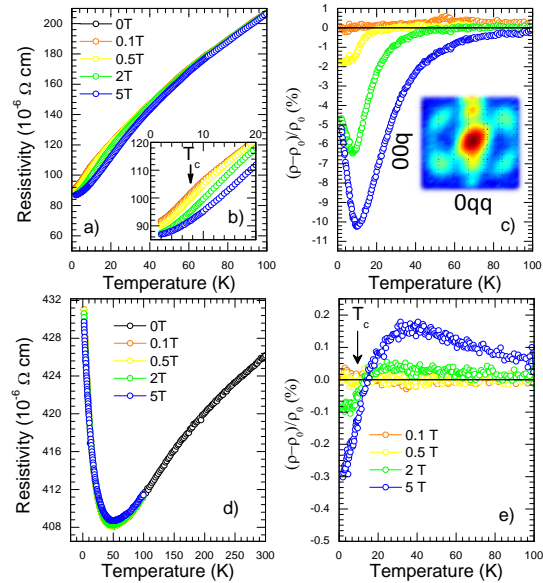 0T
0.1T
0.5T
2T
5T
Resistivity (10⁻⁶ Ω cm)
200
180
160
140
120
100
80
60
0 20 40 60 80 100
Temperature (K)
a)
0 10 20
120
110
100
90
T_c
b)
(ρ−ρ₀)/ρ₀ (%)
1
0
-1
-2
-3
-4
-5
-6
-7
-8
-9
-10
-11
0 20 40 60 80 100
Temperature (K)
00q
0qq
c)
Resistivity (10⁻⁶ Ω cm)
432
428
424
420
416
412
408
0 50 100 150 200 250 300
Temperature (K)
0T
0.1T
0.5T
2T
5T
d)
(ρ−ρ₀)/ρ₀ (%)
0.2
0.1
0.0
-0.1
-0.2
-0.3
-0.4
-0.5
0 20 40 60 80 100
Temperature (K)
T_c
0.1 T
0.5 T
2 T
5 T
e)